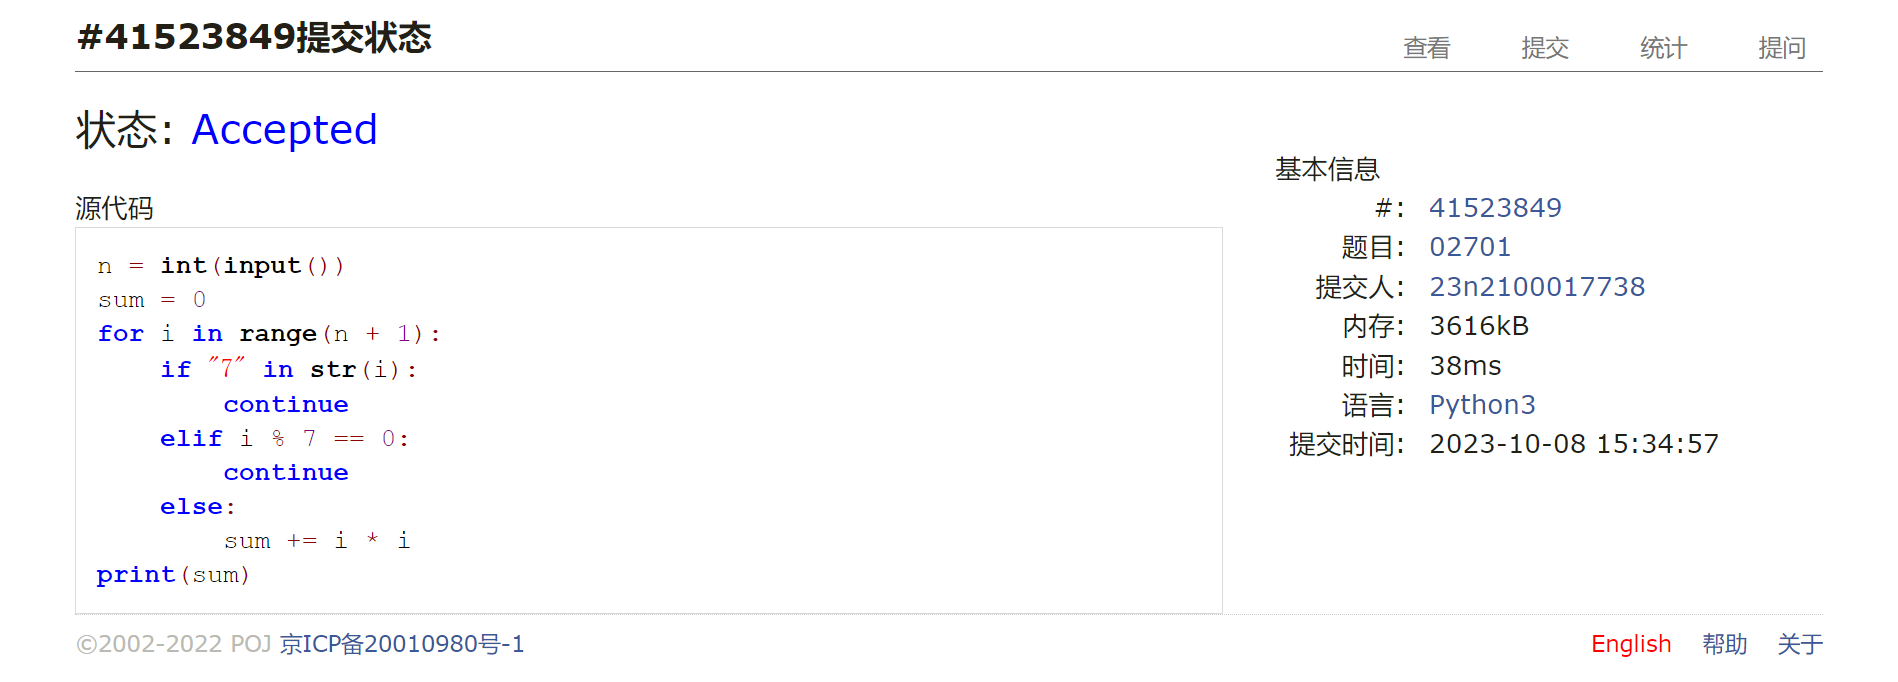 #41523849提交状态
查看 提交 统计 提问
状态: Accepted
源代码
n = int(input())
sum = 0
for i in range(n + 1):
    if "7" in str(i):
        continue
    elif i % 7 == 0:
        continue
    else:
        sum += i * i
print(sum)
基本信息
#: 41523849
题目: 02701
提交人: 23n2100017738
内存: 3616kB
时间: 38ms
语言: Python3
提交时间: 2023-10-08 15:34:57
©2002-2022 POJ 京ICP备20010980号-1
English 帮助 关于